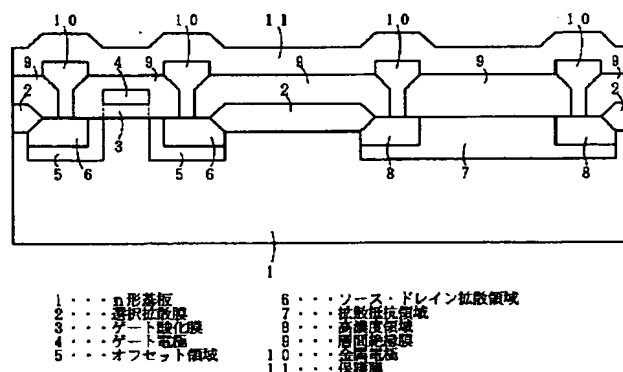 10 10 11 10 10
9 4 9 9 9 9
2 2 2
5 6 3 5 6 8 7 8
1
1・・・n形基板
2・・・選択拡散膜
3・・・ゲート酸化膜
4・・・ゲート電極
5・・・オフセット領域
6・・・ソース・ドレイン拡散領域
7・・・拡散抵抗領域
8・・・高濃度領域
9・・・層間絶縁膜
10・・・金属電極
11・・・保護膜